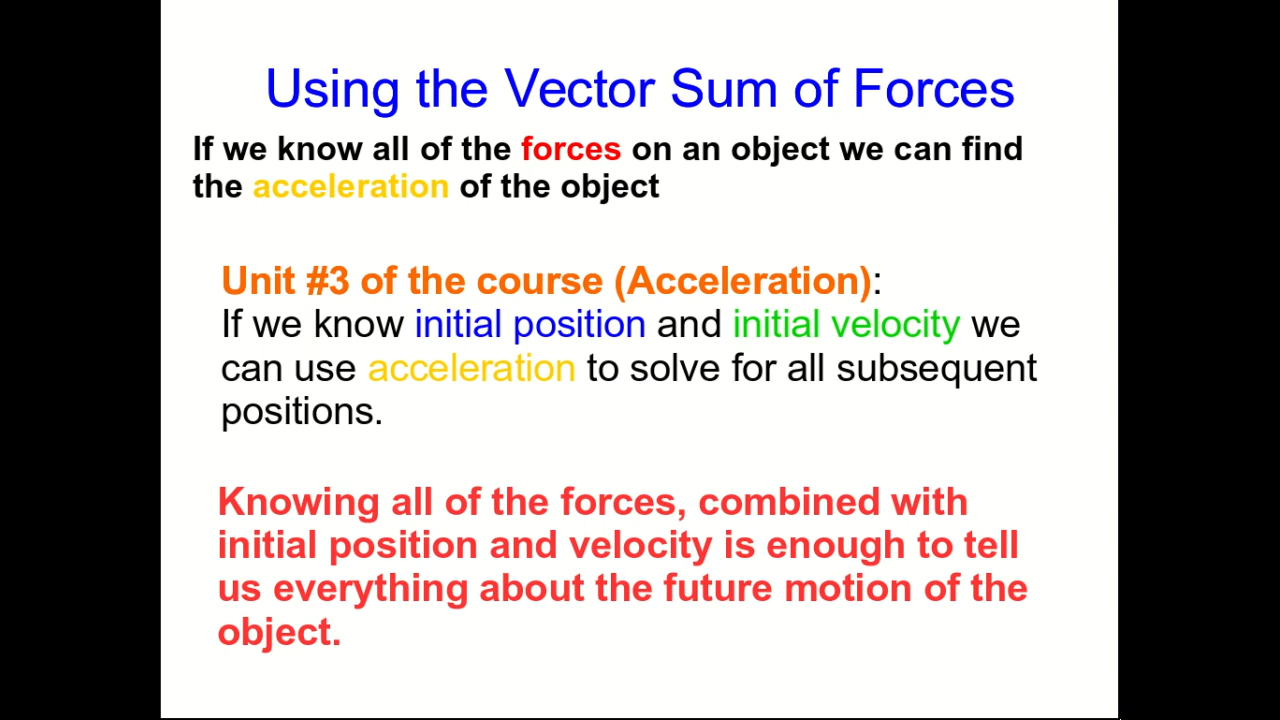 Using the Vector Sum of Forces
If we know all of the forces on an object we can find
the acceleration of the object
Unit #3 of the course (Acceleration):
If we know initial position and initial velocity we
can use acceleration to solve for all subsequent
positions.
Knowing all of the forces, combined with
initial position and velocity is enough to tell
us everything about the future motion of the
object.